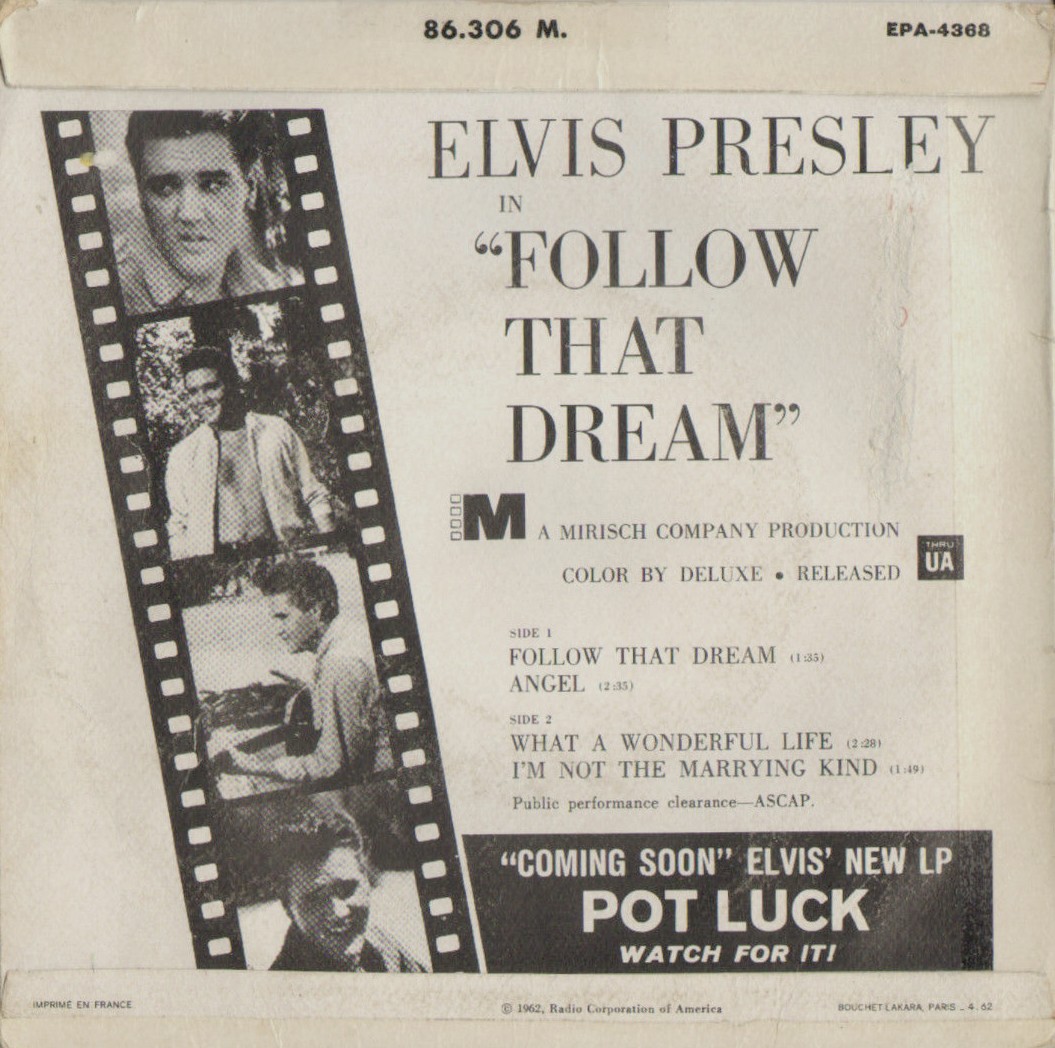 86.306 M.
EPA-4368
ELVIS PRESLEY
IN
“FOLLOW
THAT
DREAM”
M A MIRISCH COMPANY PRODUCTION
COLOR BY DELUXE • RELEASED
THRU
UA
SIDE 1
FOLLOW THAT DREAM (1:35)
ANGEL (2:35)
SIDE 2
WHAT A WONDERFUL LIFE (2:28)
I'M NOT THE MARRYING KIND (1:49)
Public performance clearance—ASCAP.
“COMING SOON” ELVIS’ NEW LP
POT LUCK
WATCH FOR IT!
IMPRIMÉ EN FRANCE
© 1962, Radio Corporation of America
BOUCHET-LAKARA, PARIS _ 4. 62